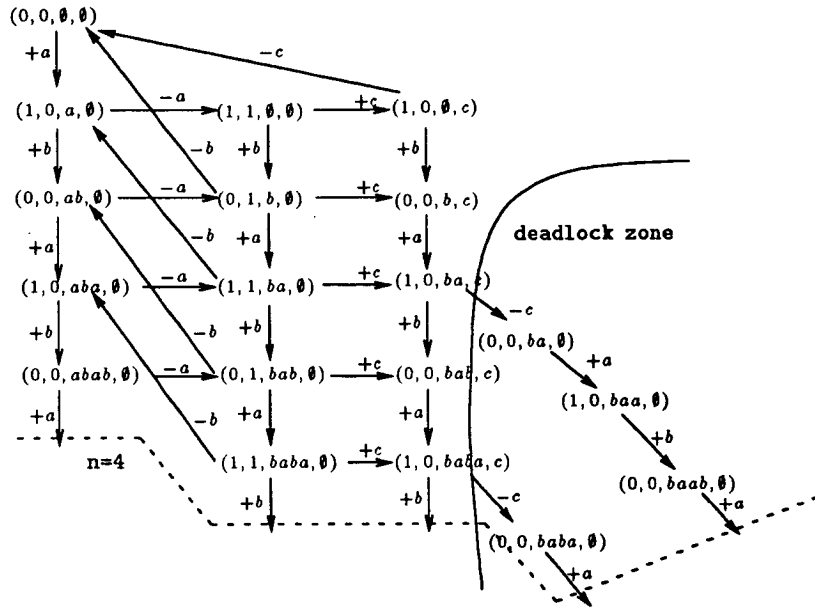 (0, 0, ∅, ∅)
+a
−c
(1, 0, a, ∅) −a (1, 1, ∅, ∅) +c (1, 0, ∅, c)
+b −b +b +b
(0, 0, ab, ∅) −a (0, 1, b, ∅) +c (0, 0, b, c)
deadlock zone
+a −b +a +a
(1, 0, aba, ∅) −a (1, 1, ba, ∅) +c (1, 0, ba, c)
−c
+b −b +b +b
(0, 0, ba, ∅)
(0, 0, abab, ∅) −a (0, 1, bab, ∅) +c (0, 0, bab, c)
+a
(1, 0, baa, ∅)
+a −b +a +a
+b
n=4 (1, 1, baba, ∅) +c (1, 0, baba, c)
(0, 0, baab, ∅)
+b +b −c +a
(0, 0, baba, ∅)
+a